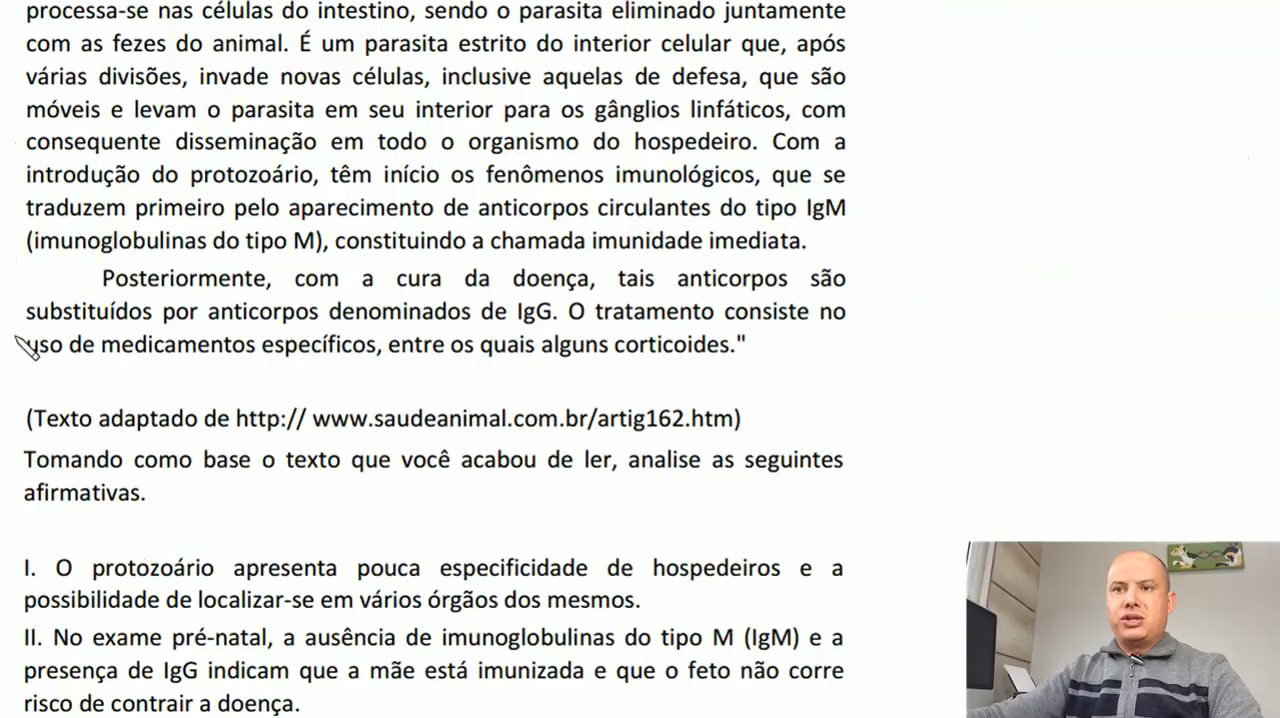 processa-se nas células do intestino, sendo o parasita eliminado juntamente
com as fezes do animal. É um parasita estrito do interior celular que, após
várias divisões, invade novas células, inclusive aquelas de defesa, que são
móveis e levam o parasita em seu interior para os gânglios linfáticos, com
consequente disseminação em todo o organismo do hospedeiro. Com a
introdução do protozoário, têm início os fenômenos imunológicos, que se
traduzem primeiro pelo aparecimento de anticorpos circulantes do tipo IgM
(imunoglobulinas do tipo M), constituindo a chamada imunidade imediata.
Posteriormente, com a cura da doença, tais anticorpos são
substituídos por anticorpos denominados de IgG. O tratamento consiste no
uso de medicamentos específicos, entre os quais alguns corticoides."
(Texto adaptado de http:// www.saudeanimal.com.br/artig162.htm)
Tomando como base o texto que você acabou de ler, analise as seguintes
afirmativas.
I. O protozoário apresenta pouca especificidade de hospedeiros e a
possibilidade de localizar-se em vários órgãos dos mesmos.
II. No exame pré-natal, a ausência de imunoglobulinas do tipo M (IgM) e a
presença de IgG indicam que a mãe está imunizada e que o feto não corre
risco de contrair a doença.